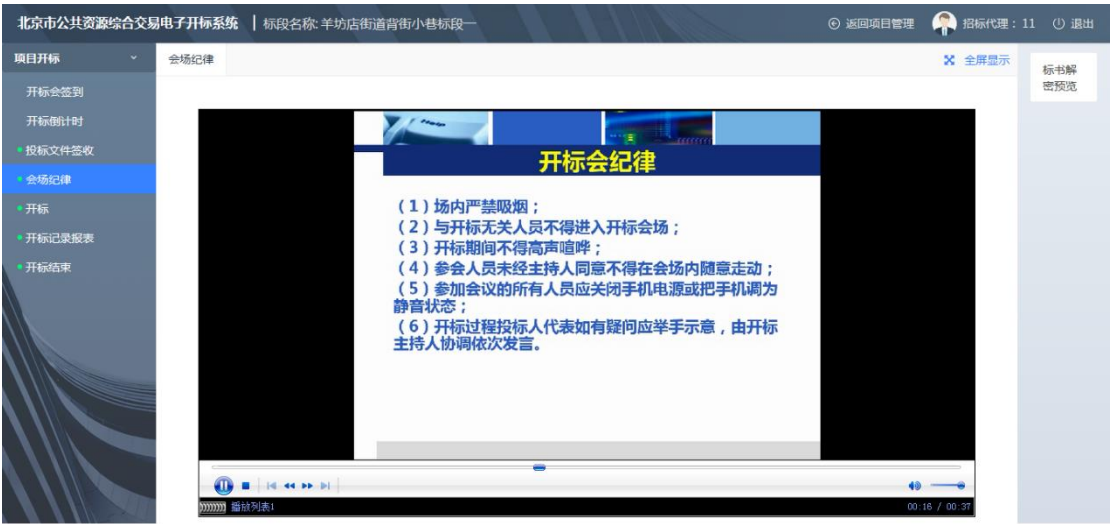 北京市公共资源综合交易电子开标系统 标段名称:羊坊店街道背街小巷标段一 返回项目管理 招标代理：11 退出
项目开标
开标会签到
开标倒计时
投标文件签收
会场纪律
开标
开标记录报表
开标结束
会场纪律 全屏显示
标书解
密预览
开标会纪律
（1）场内严禁吸烟；
（2）与开标无关人员不得进入开标会场；
（3）开标期间不得高声喧哗；
（4）参会人员未经主持人同意不得在会场内随意走动；
（5）参加会议的所有人员应关闭手机电源或把手机调为
静音状态；
（6）开标过程投标人代表如有疑问应举手示意，由开标
主持人协调依次发言。
播放列表1 00:16 / 00:37